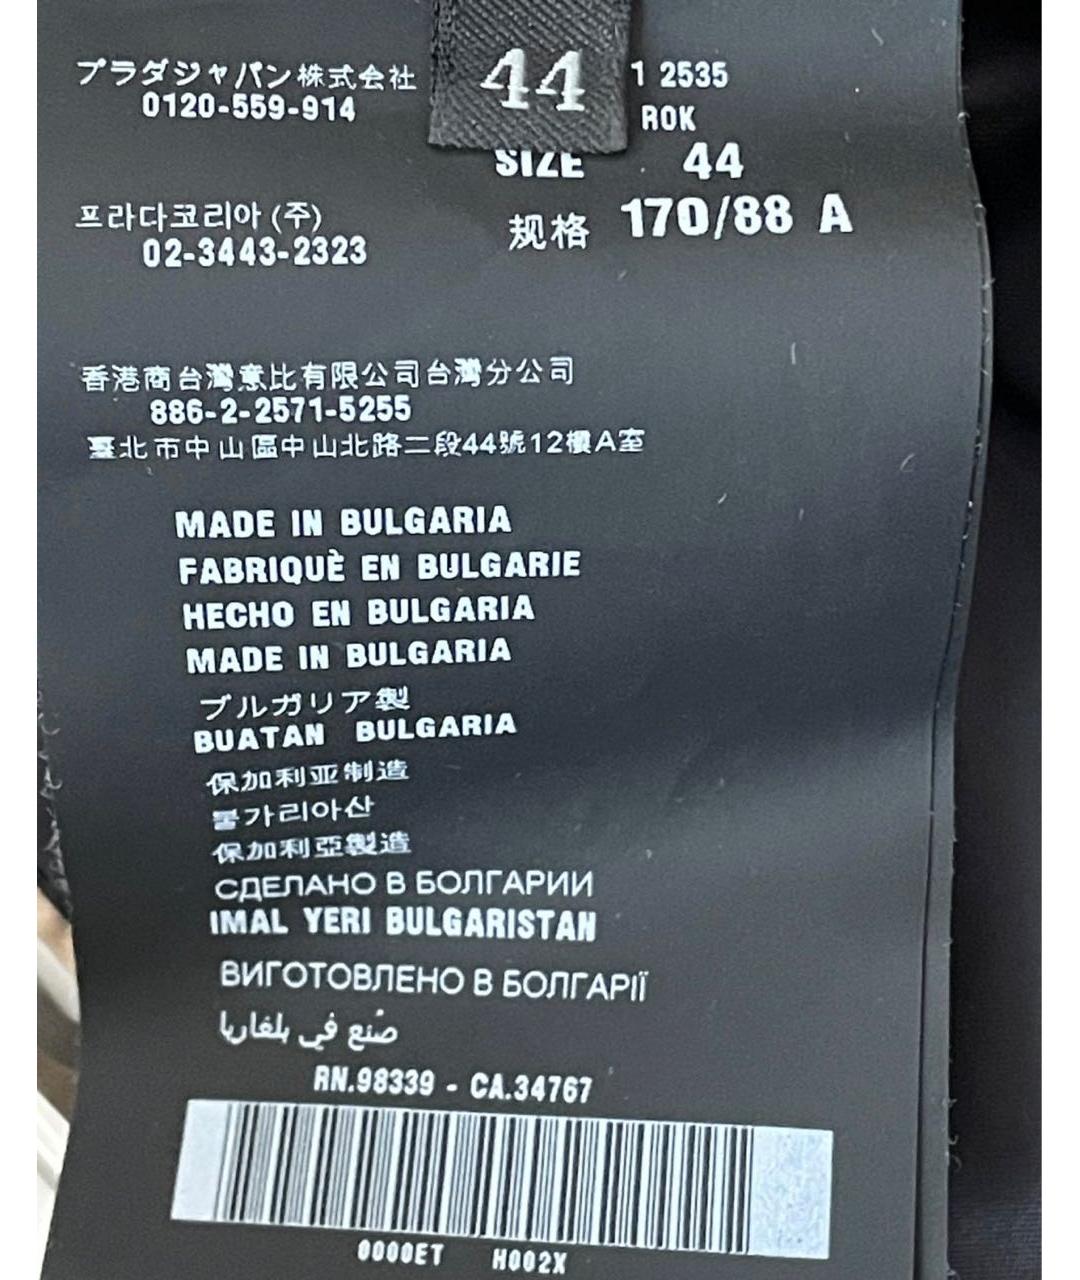 プラダジャパン株式会社
0120-559-914
44
1 2535
ROK
SIZE 44
规格 170/88 A
프라다코리아 (주)
02-3443-2323
香港商台灣意比有限公司台灣分公司
886-2-2571-5255
臺北市中山區中山北路二段44號12樓A室
MADE IN BULGARIA
FABRIQUÈ EN BULGARIE
HECHO EN BULGARIA
MADE IN BULGARIA
ブルガリア製
BUATAN BULGARIA
保加利亚制造
불가리아산
保加利亞製造
СДЕЛАНО В БОЛГАРИИ
IMAL YERI BULGARISTAN
ВИГОТОВЛЕНО В БОЛГАРІЇ
صُنع في بلغاريا
RN.98339 - CA.34767
0000ET H002X